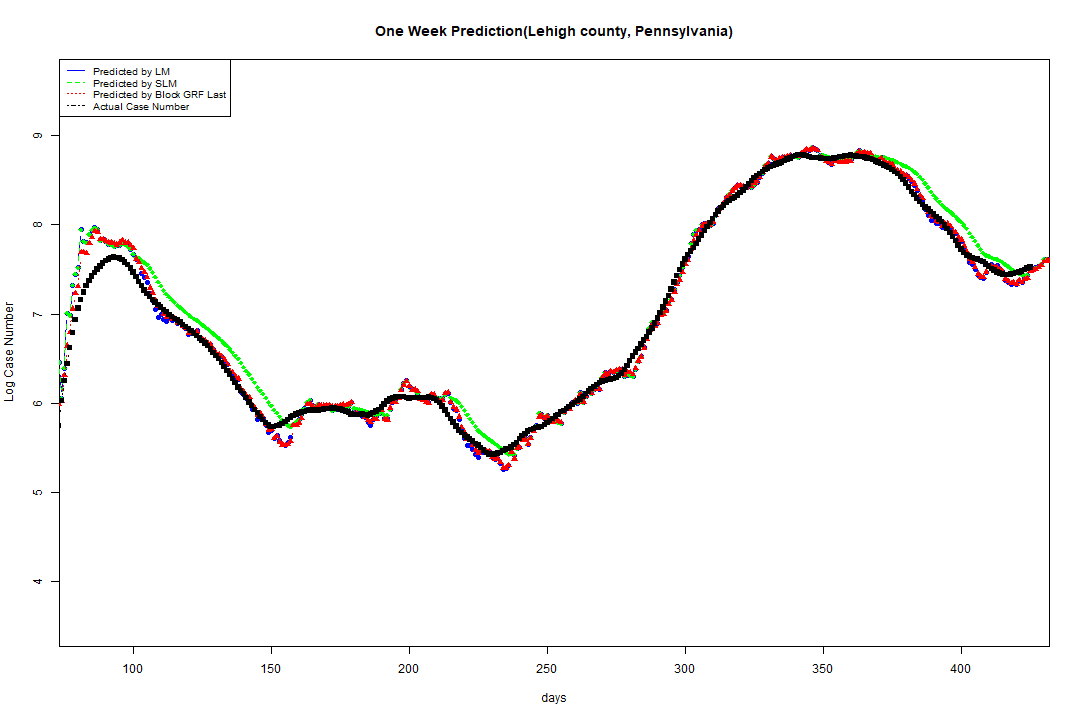 One Week Prediction(Lehigh county, Pennsylvania)
Predicted by LM
Predicted by SLM
Predicted by Block GRF Last
Actual Case Number
9
8
7
6
5
4
Log Case Number
100 150 200 250 300 350 400
days